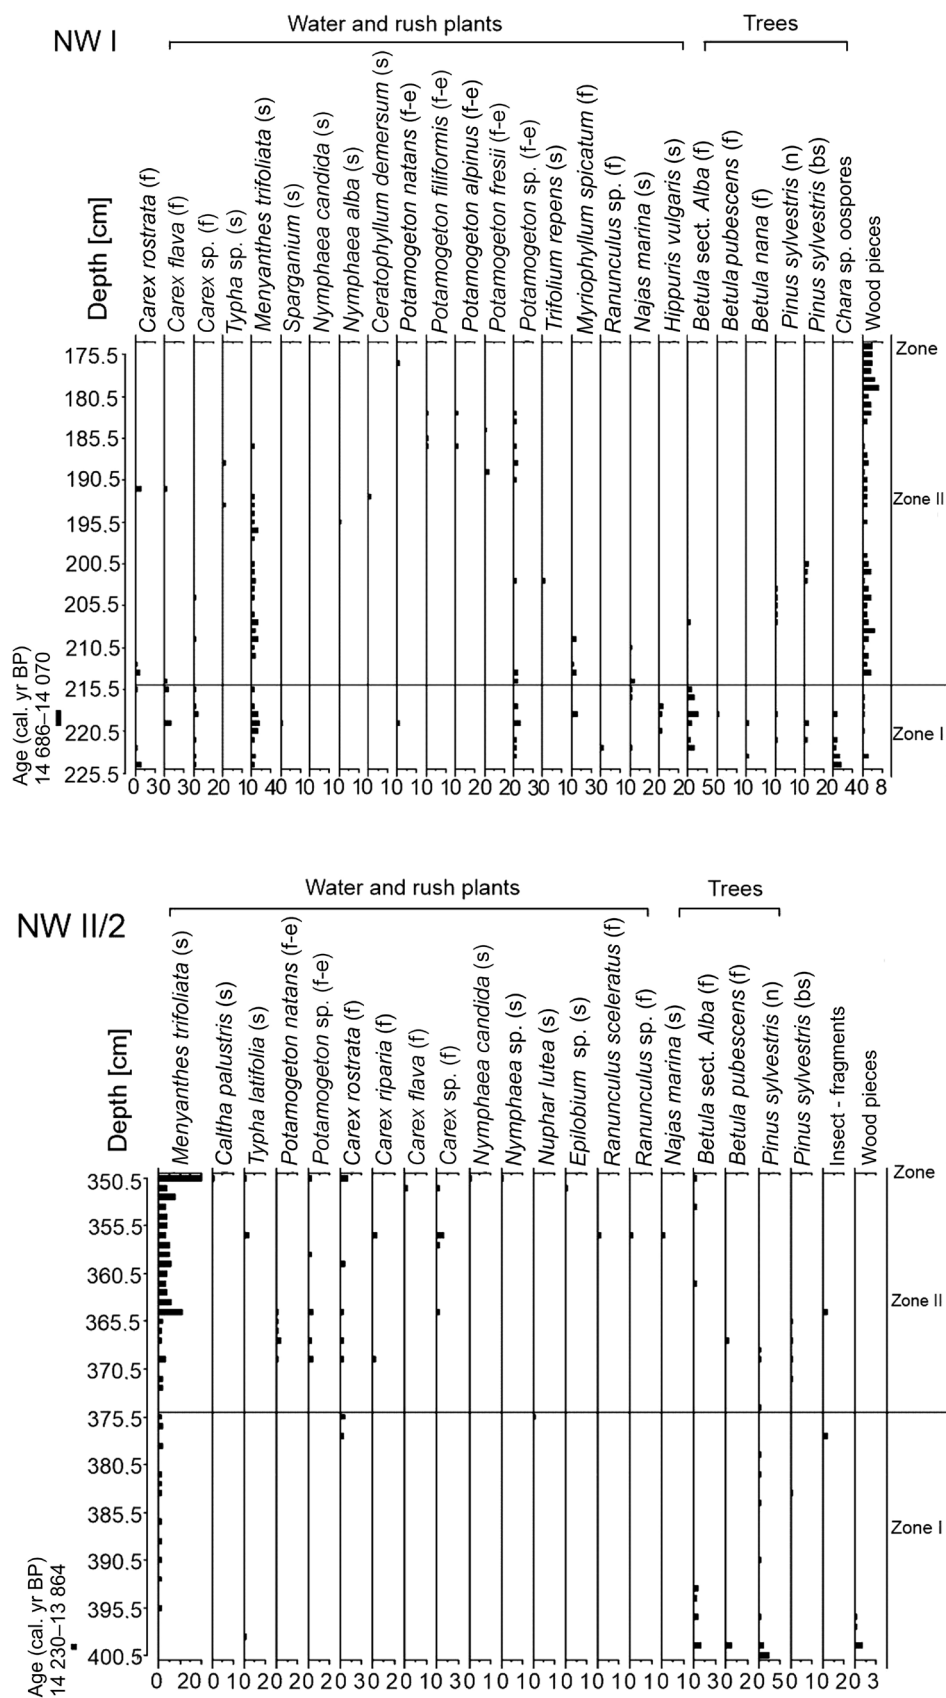 Water and rush plants
Trees
NW I
Depth [cm]
Carex rostrata (f)
Carex flava (f)
Carex sp. (f)
Typha sp. (s)
Menyanthes trifoliata (s)
Sparganium (s)
Nymphaea candida (s)
Nymphaea alba (s)
Ceratophyllum demersum (s)
Potamogeton natans (f-e)
Potamogeton filiformis (f-e)
Potamogeton alpinus (f-e)
Potamogeton fresii (f-e)
Potamogeton sp. (f-e)
Trifolium repens (s)
Myriophyllum spicatum (f)
Ranunculus sp. (f)
Najas marina (s)
Hippuris vulgaris (s)
Betula sect. Alba (f)
Betula pubescens (f)
Betula nana (f)
Pinus sylvestris (n)
Pinus sylvestris (bs)
Chara sp. oospores
Wood pieces
Zone
175.5
180.5
185.5
190.5
Zone II
195.5
200.5
205.5
210.5
215.5
220.5
Zone I
225.5
Age (cal. yr BP)
14 686–14 070
0 30 30 20 10 40 10 10 10 10 10 10 20 20 30 10 30 10 10 20 50 10 10 10 20 40 8
Water and rush plants
Trees
NW II/2
Depth [cm]
Menyanthes trifoliata (s)
Caltha palustris (s)
Typha latifolia (s)
Potamogeton natans (f-e)
Potamogeton sp. (f-e)
Carex rostrata (f)
Carex riparia (f)
Carex flava (f)
Carex sp. (f)
Nymphaea candida (s)
Nymphaea sp. (s)
Nuphar lutea (s)
Epilobium sp. (s)
Ranunculus sceleratus (f)
Ranunculus sp. (f)
Najas marina (s)
Betula sect. Alba (f)
Betula pubescens (f)
Pinus sylvestris (n)
Pinus sylvestris (bs)
Insect - fragments
Wood pieces
Zone
350.5
355.5
360.5
Zone II
365.5
370.5
375.5
380.5
385.5
Zone I
390.5
395.5
400.5
Age (cal. yr BP)
14 230–13 864
0 20 0 10 20 20 20 30 10 20 30 10 10 10 10 10 10 10 10 10 50 10 20 3